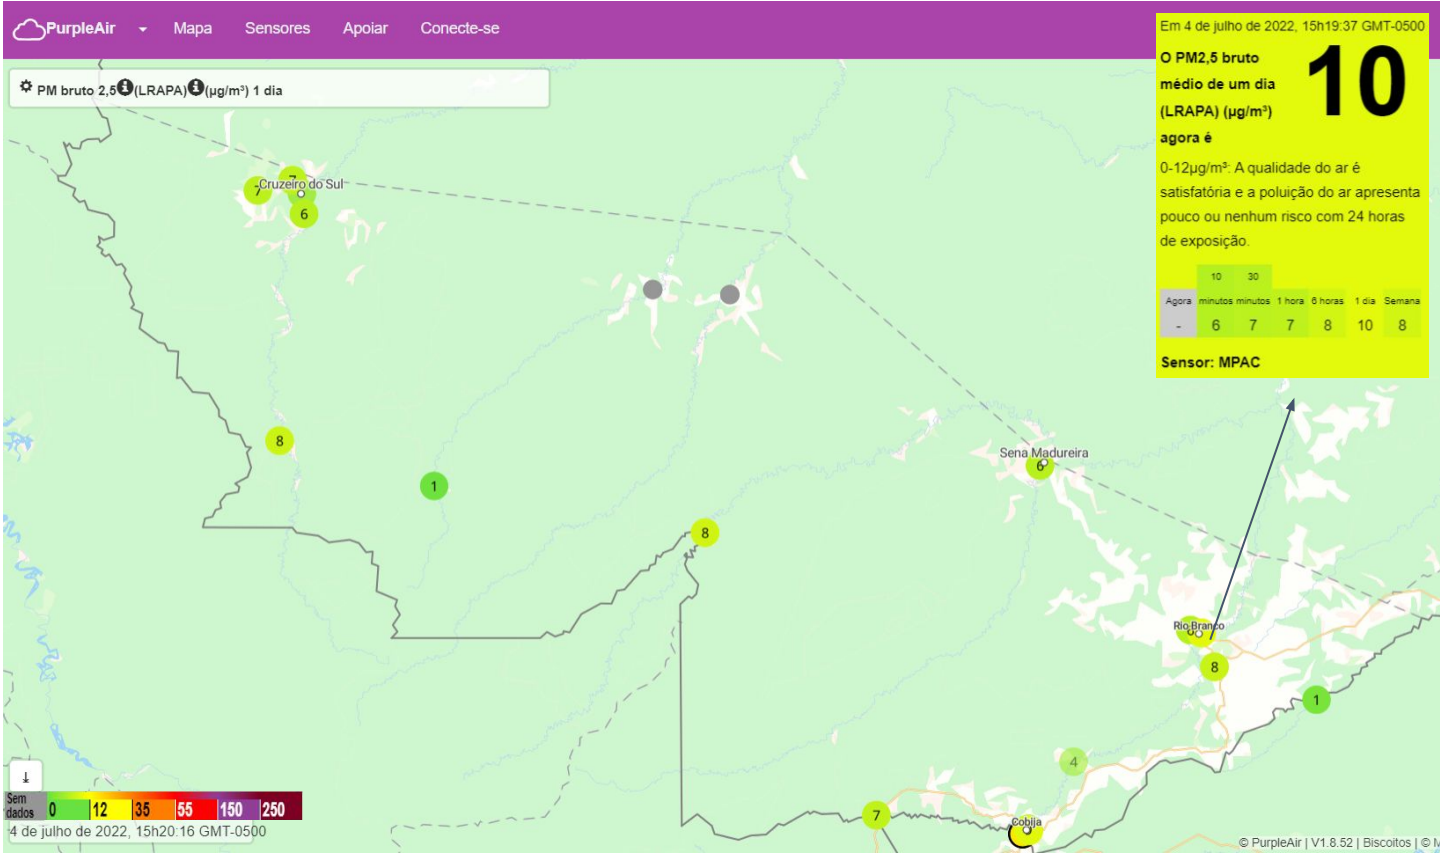 PurpleAir
Mapa
Sensores
Apoiar
Conecte-se
PM bruto 2,5 (LRAPA) (µg/m³) 1 dia
Em 4 de julho de 2022, 15h19:37 GMT-0500
O PM2,5 bruto
médio de um dia
(LRAPA) (µg/m³)
agora é
10
0-12µg/m³: A qualidade do ar é
satisfatória e a poluição do ar apresenta
pouco ou nenhum risco com 24 horas
de exposição.
10 30
Agora minutos minutos 1 hora 6 horas 1 dia Semana
- 6 7 7 8 10 8
Sensor: MPAC
7
7
Cruzeiro do Sul
6
8
1
8
Sena Madureira
6
Rio Branco
8
1
4
7
Cobija
Sem
dados
0 12 35 55 150 250
4 de julho de 2022, 15h20:16 GMT-0500
© PurpleAir | V1.8.52 | Biscoitos | © M